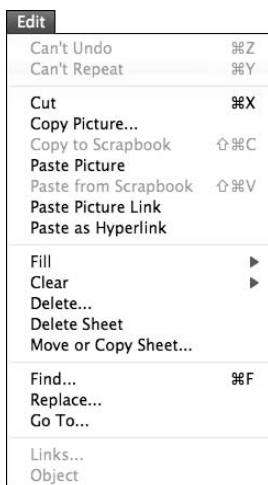 Edit
Can't Undo ⌘Z
Can't Repeat ⌘Y
Cut ⌘X
Copy Picture...
Copy to Scrapbook ⇧⌘C
Paste Picture
Paste from Scrapbook ⇧⌘V
Paste Picture Link
Paste as Hyperlink
Fill ▶
Clear ▶
Delete...
Delete Sheet
Move or Copy Sheet...
Find... ⌘F
Replace...
Go To...
Links...
Object